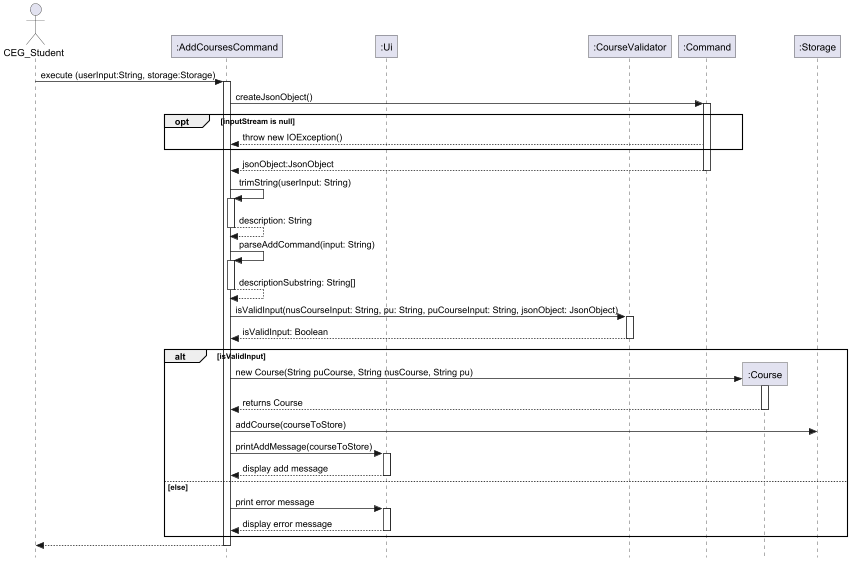 CEG_Student
:AddCoursesCommand
:Ui
:CourseValidator
:Command
:Storage
execute (userInput:String, storage:Storage)
createJsonObject()
opt
[inputStream is null]
throw new IOException()
jsonObject:JsonObject
trimString(userInput: String)
description: String
parseAddCommand(input: String)
descriptionSubstring: String[]
isValidInput(nusCourseInput: String, pu: String, puCourseInput: String, jsonObject: JsonObject)
isValidInput: Boolean
alt
[isValidInput]
new Course(String puCourse, String nusCourse, String pu)
:Course
returns Course
addCourse(courseToStore)
printAddMessage(courseToStore)
display add message
[else]
print error message
display error message